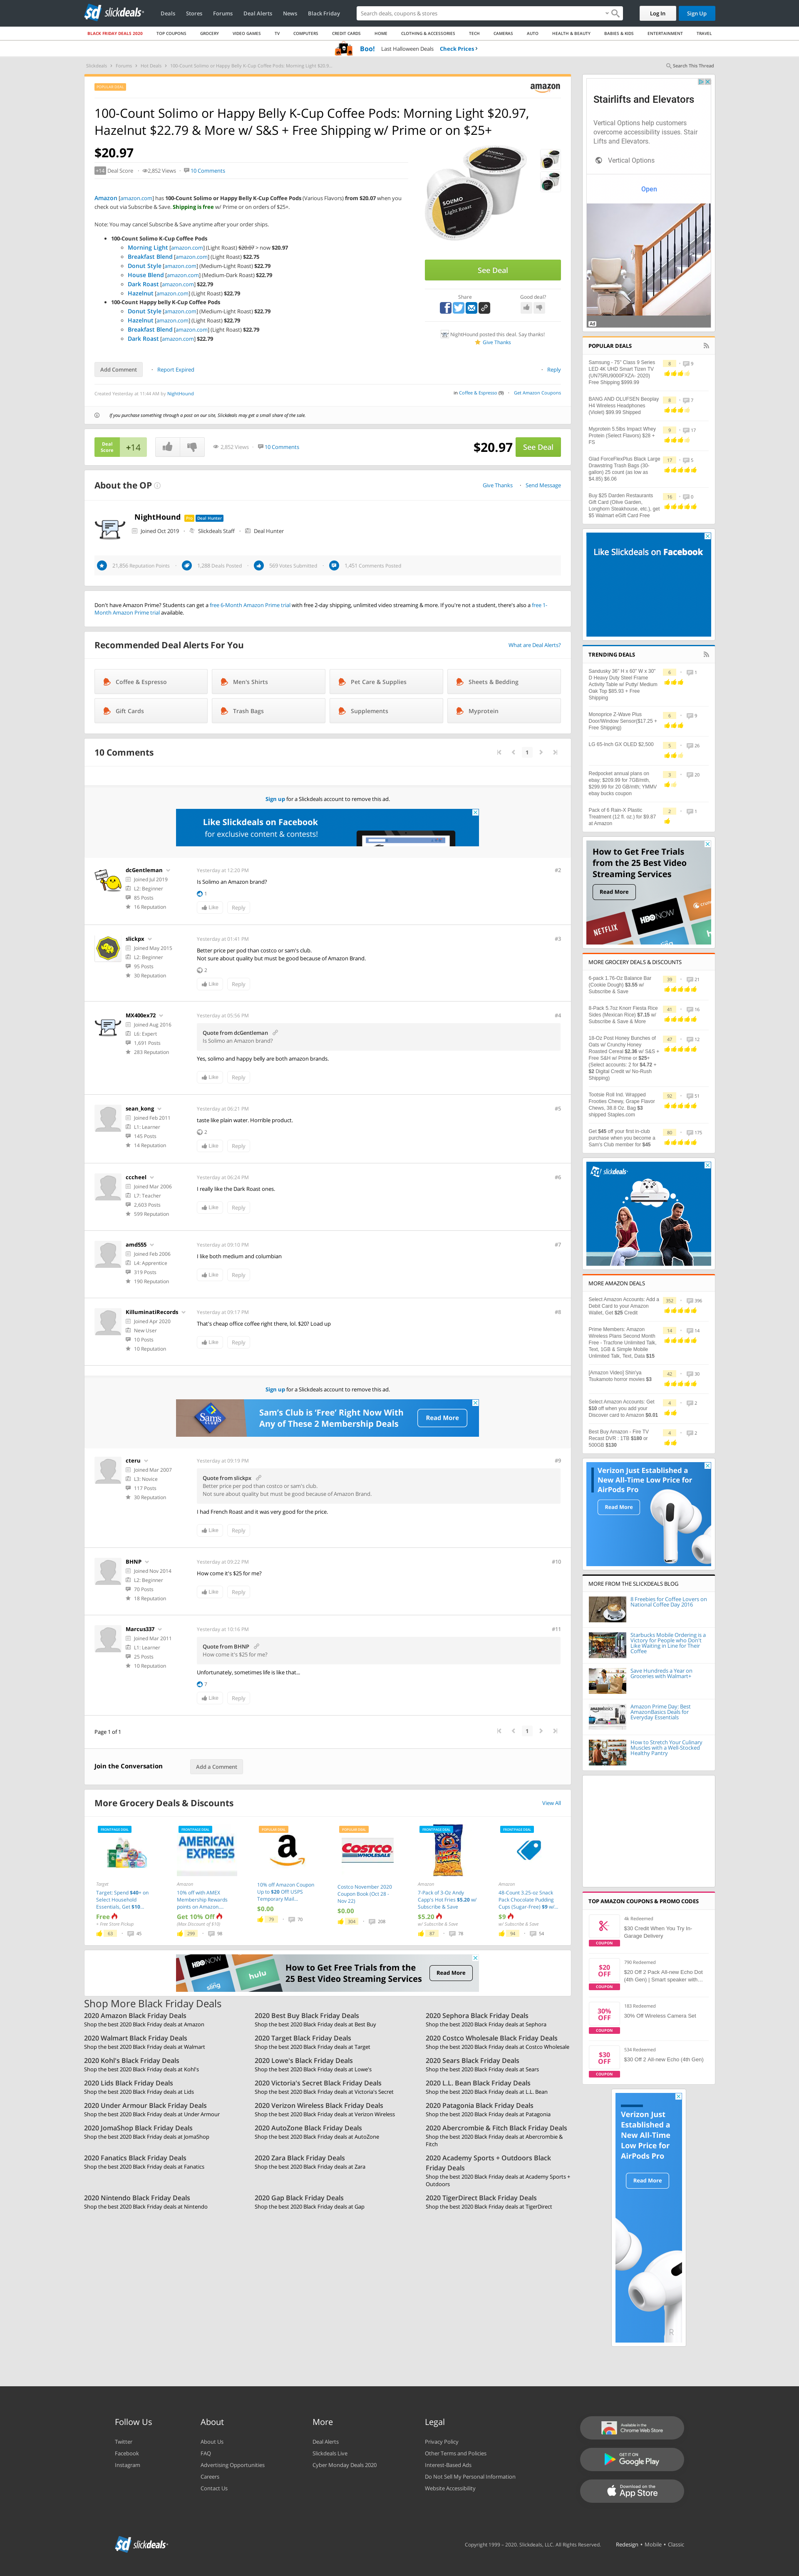 slickdeals
Deals Stores Forums Deal Alerts News Black Friday
Search deals, coupons & stores
Log In
Sign Up
BLACK FRIDAY DEALS 2020 TOP COUPONS GROCERY VIDEO GAMES TV COMPUTERS CREDIT CARDS HOME CLOTHING & ACCESSORIES TECH CAMERAS AUTO HEALTH & BEAUTY BABIES & KIDS ENTERTAINMENT TRAVEL
Boo! Last Halloween Deals Check Prices
Slickdeals Forums Hot Deals 100-Count Solimo or Happy Belly K-Cup Coffee Pods: Morning Light $20.9...
Search This Thread
POPULAR DEAL
amazon
100-Count Solimo or Happy Belly K-Cup Coffee Pods: Morning Light $20.97,
Hazelnut $22.79 & More w/ S&S + Free Shipping w/ Prime or on $25+
$20.97
+14 Deal Score 2,852 Views 10 Comments
Amazon [amazon.com] has 100-Count Solimo or Happy Belly K-Cup Coffee Pods (Various Flavors) from $20.07 when you
check out via Subscribe & Save. Shipping is free w/ Prime or on orders of $25+.
Note: You may cancel Subscribe & Save anytime after your order ships.
100-Count Solimo K-Cup Coffee Pods
Morning Light [amazon.com] (Light Roast) $20.07 > now $20.97
Breakfast Blend [amazon.com] (Light Roast) $22.75
Donut Style [amazon.com] (Medium-Light Roast) $22.79
House Blend [amazon.com] (Medium-Dark Roast) $22.79
Dark Roast [amazon.com] $22.79
Hazelnut [amazon.com] (Light Roast) $22.79
100-Count Happy belly K-Cup Coffee Pods
Donut Style [amazon.com] (Medium-Light Roast) $22.79
Hazelnut [amazon.com] (Light Roast) $22.79
Breakfast Blend [amazon.com] (Light Roast) $22.79
Dark Roast [amazon.com] $22.79
SOLIMO
Light Roast
See Deal
Share Good deal?
NightHound posted this deal. Say thanks!
Give Thanks
Add Comment Report Expired Reply
Created Yesterday at 11:44 AM by NightHound in Coffee & Espresso (9) Get Amazon Coupons
If you purchase something through a post on our site, Slickdeals may get a small share of the sale.
Deal Score +14 2,852 Views 10 Comments $20.97 See Deal
About the OP
Give Thanks Send Message
NightHound Pro Deal Hunter
Joined Oct 2019 Slickdeals Staff Deal Hunter
21,856 Reputation Points 1,288 Deals Posted 569 Votes Submitted 1,451 Comments Posted
Don't have Amazon Prime? Students can get a free 6-Month Amazon Prime trial with free 2-day shipping, unlimited video streaming & more. If you're not a student, there's also a free 1-
Month Amazon Prime trial available.
Recommended Deal Alerts For You
What are Deal Alerts?
Coffee & Espresso Men's Shirts Pet Care & Supplies Sheets & Bedding
Gift Cards Trash Bags Supplements Myprotein
10 Comments
1
Sign up for a Slickdeals account to remove this ad.
Like Slickdeals on Facebook
for exclusive content & contests!
dcGentleman Yesterday at 12:20 PM #2
Joined Jul 2019
L2: Beginner
85 Posts
16 Reputation
Is Solimo an Amazon brand?
1
Like Reply
slickpx Yesterday at 01:41 PM #3
Joined May 2015
L2: Beginner
95 Posts
30 Reputation
Better price per pod than costco or sam's club.
Not sure about quality but must be good because of Amazon Brand.
2
Like Reply
MX400ex72 Yesterday at 05:56 PM #4
Joined Aug 2016
L6: Expert
1,691 Posts
283 Reputation
Quote from dcGentleman
Is Solimo an Amazon brand?
Yes, solimo and happy belly are both amazon brands.
Like Reply
sean_kong Yesterday at 06:21 PM #5
Joined Feb 2011
L1: Learner
145 Posts
14 Reputation
taste like plain water. Horrible product.
2
Like Reply
cccheel Yesterday at 06:24 PM #6
Joined Mar 2006
L7: Teacher
2,603 Posts
599 Reputation
I really like the Dark Roast ones.
Like Reply
amd555 Yesterday at 09:10 PM #7
Joined Feb 2006
L4: Apprentice
319 Posts
190 Reputation
I like both medium and columbian
Like Reply
KilluminatiRecords Yesterday at 09:17 PM #8
Joined Apr 2020
New User
10 Posts
10 Reputation
That's cheap office coffee right there, lol. $20? Load up
Like Reply
Sign up for a Slickdeals account to remove this ad.
Sam's Club is 'Free' Right Now With
Any of These 2 Membership Deals
Read More
cteru Yesterday at 09:19 PM #9
Joined Mar 2007
L3: Novice
117 Posts
30 Reputation
Quote from slickpx
Better price per pod than costco or sam's club.
Not sure about quality but must be good because of Amazon Brand.
I had French Roast and it was very good for the price.
Like Reply
BHNP Yesterday at 09:22 PM #10
Joined Nov 2014
L2: Beginner
70 Posts
18 Reputation
How come it's $25 for me?
Like Reply
Marcus337 Yesterday at 10:16 PM #11
Joined Mar 2011
L1: Learner
25 Posts
10 Reputation
Quote from BHNP
How come it's $25 for me?
Unfortunately, sometimes life is like that...
Like Reply
Page 1 of 1
1
Join the Conversation
Add a Comment
More Grocery Deals & Discounts
View All
Target
Target: Spend $40+ on Select Household Essentials, Get $10...
Free
+ Free Store Pickup
63 45
AMERICAN EXPRESS
Amazon
10% off with AMEX Membership Rewards points on Amazon....
Get 10% Off
(Max Discount of $10)
299 98
10% off Amazon Coupon Up to $20 Off! USPS Temporary Mail...
$0.00
79 70
COSTCO WHOLESALE
Costco November 2020 Coupon Book (Oct 28 - Nov 22)
$0.00
304 208
Amazon
7-Pack of 3-Oz Andy Capp's Hot Fries $5.20 w/ Subscribe & Save
$5.20
w/ Subscribe & Save
87 78
Amazon
48-Count 3.25-oz Snack Pack Chocolate Pudding Cups (Sugar-Free) $9 w/...
$9
w/ Subscribe & Save
94 54
How to Get Free Trials from the
25 Best Video Streaming Services
Read More
Shop More Black Friday Deals
2020 Amazon Black Friday Deals
Shop the best 2020 Black Friday deals at Amazon
2020 Best Buy Black Friday Deals
Shop the best 2020 Black Friday deals at Best Buy
2020 Sephora Black Friday Deals
Shop the best 2020 Black Friday deals at Sephora
2020 Walmart Black Friday Deals
Shop the best 2020 Black Friday deals at Walmart
2020 Target Black Friday Deals
Shop the best 2020 Black Friday deals at Target
2020 Costco Wholesale Black Friday Deals
Shop the best 2020 Black Friday deals at Costco Wholesale
2020 Kohl's Black Friday Deals
Shop the best 2020 Black Friday deals at Kohl's
2020 Lowe's Black Friday Deals
Shop the best 2020 Black Friday deals at Lowe's
2020 Sears Black Friday Deals
Shop the best 2020 Black Friday deals at Sears
2020 Lids Black Friday Deals
Shop the best 2020 Black Friday deals at Lids
2020 Victoria's Secret Black Friday Deals
Shop the best 2020 Black Friday deals at Victoria's Secret
2020 L.L. Bean Black Friday Deals
Shop the best 2020 Black Friday deals at L.L. Bean
2020 Under Armour Black Friday Deals
Shop the best 2020 Black Friday deals at Under Armour
2020 Verizon Wireless Black Friday Deals
Shop the best 2020 Black Friday deals at Verizon Wireless
2020 Patagonia Black Friday Deals
Shop the best 2020 Black Friday deals at Patagonia
2020 JomaShop Black Friday Deals
Shop the best 2020 Black Friday deals at JomaShop
2020 AutoZone Black Friday Deals
Shop the best 2020 Black Friday deals at AutoZone
2020 Abercrombie & Fitch Black Friday Deals
Shop the best 2020 Black Friday deals at Abercrombie &
Fitch
2020 Fanatics Black Friday Deals
Shop the best 2020 Black Friday deals at Fanatics
2020 Zara Black Friday Deals
Shop the best 2020 Black Friday deals at Zara
2020 Academy Sports + Outdoors Black
Friday Deals
Shop the best 2020 Black Friday deals at Academy Sports +
Outdoors
2020 Nintendo Black Friday Deals
Shop the best 2020 Black Friday deals at Nintendo
2020 Gap Black Friday Deals
Shop the best 2020 Black Friday deals at Gap
2020 TigerDirect Black Friday Deals
Shop the best 2020 Black Friday deals at TigerDirect
Stairlifts and Elevators
Vertical Options help customers
overcome accessibility issues. Stair
Lifts and Elevators.
Vertical Options
Open
Ad
POPULAR DEALS
Samsung - 75" Class 9 Series
LED 4K UHD Smart Tizen TV
(UN75RU9000FXZA- 2020)
Free Shipping $999.99
BANG AND OLUFSEN Beoplay
H4 Wireless Headphones
(Violet) $69.99 Shipped
Myprotein 5.5lbs Impact Whey
Protein (Select Flavors) $26 +
FS
Glad ForceFlexPlus Black Large
Drawstring Trash Bags (30-
gallon) 25 count (as low as
$4.85) $6.06
Buy $25 Darden Restaurants
Gift Card (Olive Garden,
Longhorn Steakhouse, etc.), get
$5 Walmart eGift Card Free
Like Slickdeals on Facebook
TRENDING DEALS
Sandusky 36" H x 60" W x 30"
D Heavy Duty Steel Frame
Activity Table w/ Putty/ Medium
Oak Top $85.93 + Free
Shipping
Monoprice Z-Wave Plus
Door/Window Sensor($17.25 +
Free Shipping)
LG 65-Inch GX OLED $2,500
Redpocket annual plans on
ebay; $209.99 for 7GB/mth,
$299.99 for 20 GB/mth; YMMV
ebay bucks coupon
Pack of 6 Rain-X Plastic
Treatment (12 fl. oz.) for $9.87
at Amazon
How to Get Free Trials
from the 25 Best Video
Streaming Services
Read More
NETFLIX HBO NOW hulu
MORE GROCERY DEALS & DISCOUNTS
6-pack 1.76-Oz Balance Bar
(Cookie Dough) $3.55 w/
Subscribe & Save
8-Pack 5.7oz Knorr Fiesta Rice
Sides (Mexican Rice) $7.15 w/
Subscribe & Save & More
18-Oz Post Honey Bunches of
Oats w/ Crunchy Honey
Roasted Cereal $2.36 w/ S&S +
Free S&H w/ Prime or $25+
(Select accounts: 2 for $4.72 +
$2 Digital Credit w/ No-Rush
Shipping)
Tootsie Roll Ind. Wrapped
Frooties Chewy, Grape Flavor
Chews, 38.8 Oz. Bag $3
shipped Staples.com
Get $45 off your first in-club
purchase when you become a
Sam's Club member for $45
slickdeals
MORE AMAZON DEALS
Select Amazon Accounts: Add a
Debit Card to your Amazon
Wallet, Get $25 Credit
Prime Members: Amazon
Wireless Plans Second Month
Free - Tracfone Unlimited Talk,
Text, 1GB & Simple Mobile
Unlimited Talk, Text, Data $15
[Amazon Video] Shin'ya
Tsukamoto horror movies $3
Select Amazon Accounts: Get
$10 off when you add your
Discover card to Amazon $0.01
Best Buy Amazon - Fire TV
Recast DVR : 1TB $180 or
500GB $130
Verizon Just Established a
New All-Time Low Price for
AirPods Pro
Read More
MORE FROM THE SLICKDEALS BLOG
8 Freebies for Coffee Lovers on
National Coffee Day 2016
Starbucks Mobile Ordering is a
Victory for People who Don't
Like Waiting in Line for Their
Coffee
Save Hundreds a Year on
Groceries with Walmart+
Amazon Prime Day: Best
AmazonBasics Deals for
Everyday Essentials
How to Stretch Your Culinary
Muscles with a Well-Stocked
Healthy Pantry
TOP AMAZON COUPONS & PROMO CODES
4k Redeemed
$30 Credit When You Try In-
Garage Delivery
COUPON
$20 OFF
790 Redeemed
$20 Off 2 Pack All-new Echo Dot
(4th Gen) | Smart speaker with...
COUPON
30% OFF
183 Redeemed
30% Off Wireless Camera Set
COUPON
$30 OFF
534 Redeemed
$30 Off 2 All-new Echo (4th Gen)
COUPON
Verizon Just
Established a
New All-Time
Low Price for
AirPods Pro
Read More
Follow Us
Twitter
Facebook
Instagram
About
About Us
FAQ
Advertising Opportunities
Careers
Contact Us
More
Deal Alerts
Slickdeals Live
Cyber Monday Deals 2020
Legal
Privacy Policy
Other Terms and Policies
Interest-Based Ads
Do Not Sell My Personal Information
Website Accessibility
Available in the Chrome Web Store
GET IT ON Google Play
Download on the App Store
slickdeals
Copyright 1999 - 2020. Slickdeals, LLC. All Rights Reserved. Redesign • Mobile • Classic